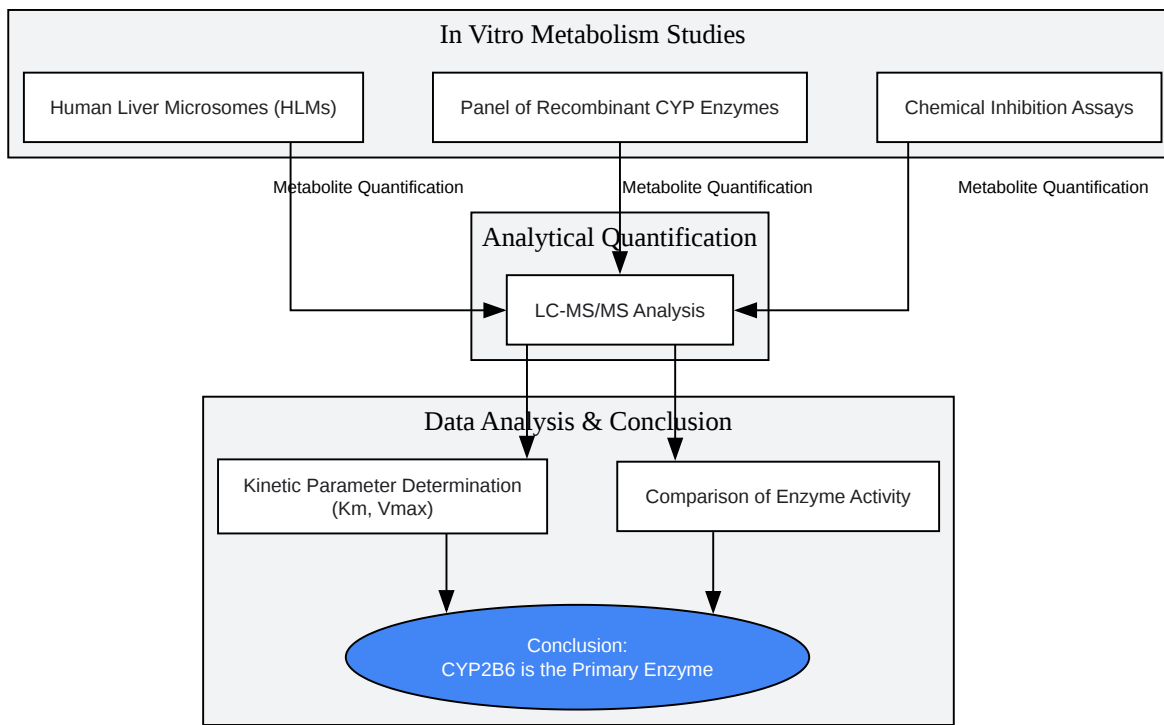 In Vitro Metabolism Studies
Human Liver Microsomes (HLMs)
Panel of Recombinant CYP Enzymes
Chemical Inhibition Assays
Metabolite Quantification
Metabolite Quantification
Metabolite Quantification
Analytical Quantification
LC-MS/MS Analysis
Data Analysis & Conclusion
Kinetic Parameter Determination
(Km, Vmax)
Comparison of Enzyme Activity
Conclusion:
CYP2B6 is the Primary Enzyme